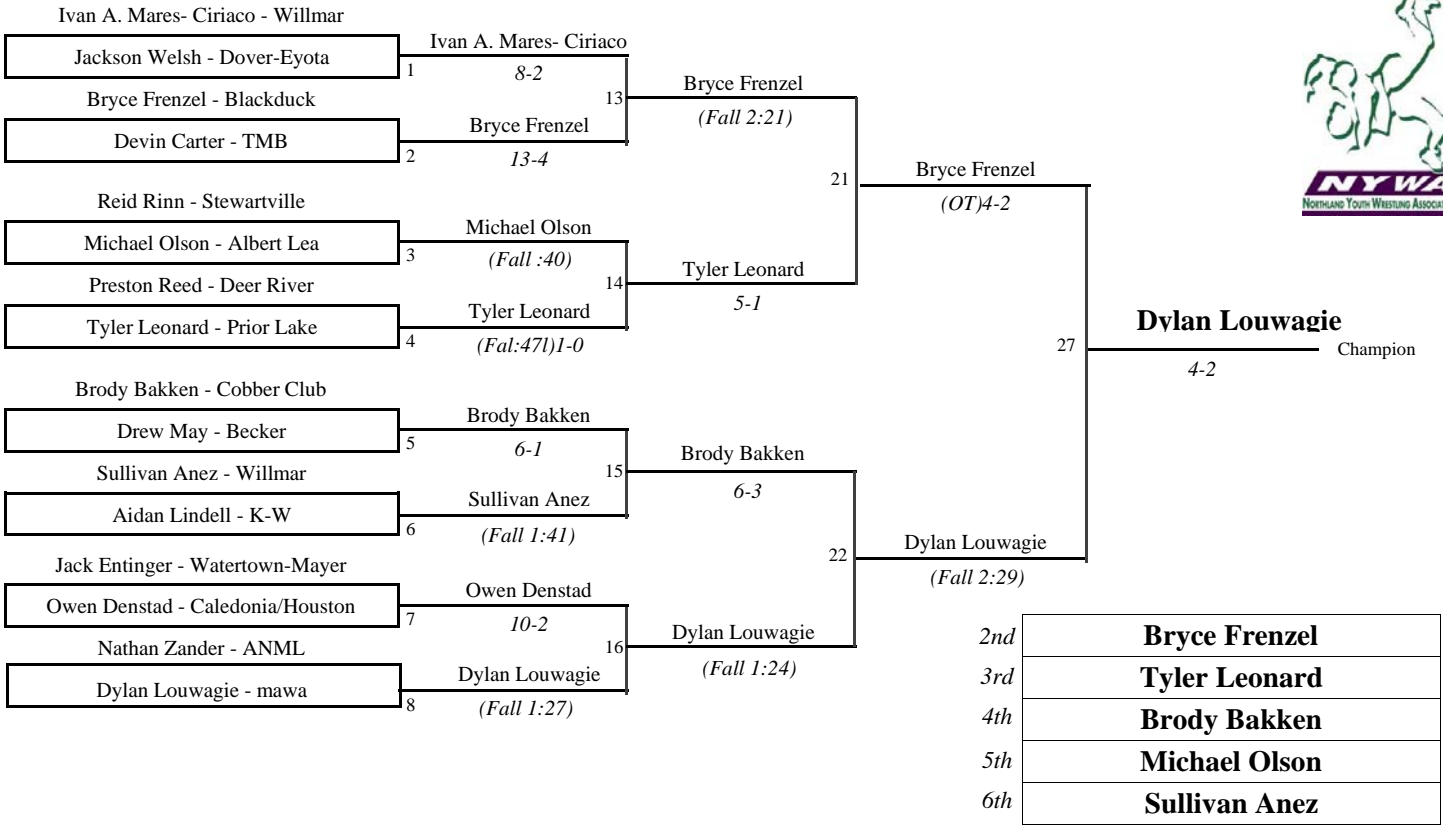 Ivan A. Mares- Ciriaco - Willmar
Jackson Welsh - Dover-Eyota
1
Bryce Frenzel - Blackduck
Devin Carter - TMB
2
Reid Rinn - Stewartville
Michael Olson - Albert Lea
3
Preston Reed - Deer River
Tyler Leonard - Prior Lake
4
Brody Bakken - Cobber Club
Drew May - Becker
5
Sullivan Anez - Willmar
Aidan Lindell - K-W
6
Jack Entinger - Watertown-Mayer
Owen Denstad - Caledonia/Houston
7
Nathan Zander - ANML
Dylan Louwagie - mawa
8
Ivan A. Mares- Ciriaco
8-2
13
Bryce Frenzel
13-4
Michael Olson
(Fall :40)
14
Tyler Leonard
(Fal:47l)1-0
Brody Bakken
6-1
15
Sullivan Anez
(Fall 1:41)
Owen Denstad
10-2
16
Dylan Louwagie
(Fall 1:27)
Bryce Frenzel
(Fall 2:21)
21
Tyler Leonard
5-1
Brody Bakken
6-3
22
Dylan Louwagie
(Fall 1:24)
Bryce Frenzel
(OT)4-2
27
Dylan Louwagie
(Fall 2:29)
Dylan Louwagie
Champion
4-2
NYWA
NORTHLAND YOUTH WRESTLING
2nd Bryce Frenzel
3rd Tyler Leonard
4th Brody Bakken
5th Michael Olson
6th Sullivan Anez